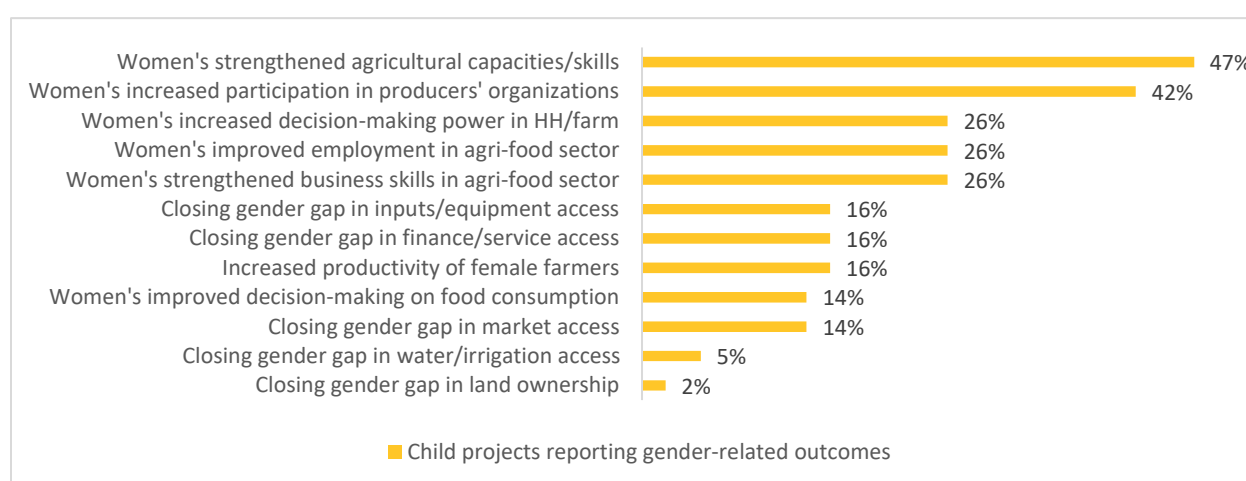 Women's strengthened agricultural capacities/skills 47%
Women's increased participation in producers' organizations 42%
Women's increased decision-making power in HH/farm 26%
Women's improved employment in agri-food sector 26%
Women's strengthened business skills in agri-food sector 26%
Closing gender gap in inputs/equipment access 16%
Closing gender gap in finance/service access 16%
Increased productivity of female farmers 16%
Women's improved decision-making on food consumption 14%
Closing gender gap in market access 14%
Closing gender gap in water/irrigation access 5%
Closing gender gap in land ownership 2%
Child projects reporting gender-related outcomes